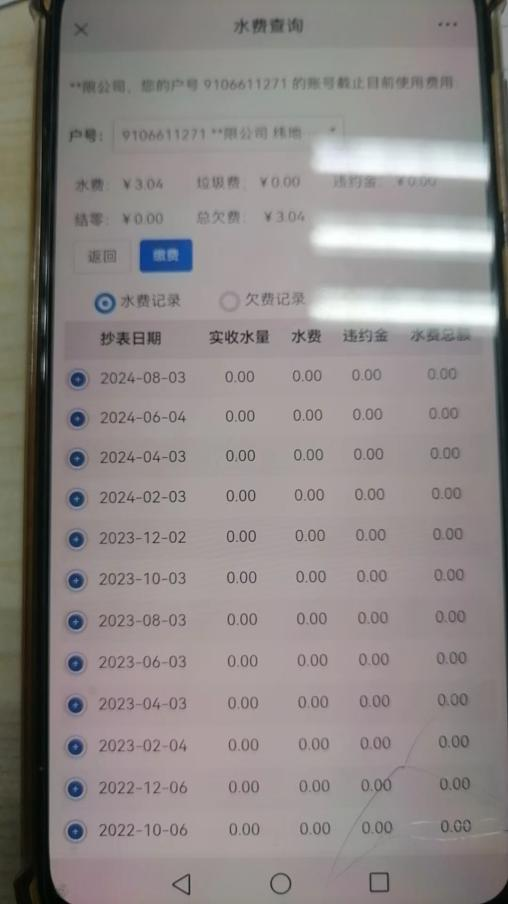 水费查询
**限公司，您的户号 9106611271 的账号截止目前使用费用:
户号: 9106611271 **限公司 纬地
水费: ￥3.04 垃圾费: ￥0.00 违约金: ￥0.00
结零: ￥0.00 总欠费: ￥3.04
返回 缴费
水费记录 欠费记录
抄表日期 实收水量 水费 违约金 水费总额
2024-08-03 0.00 0.00 0.00 0.00
2024-06-04 0.00 0.00 0.00 0.00
2024-04-03 0.00 0.00 0.00 0.00
2024-02-03 0.00 0.00 0.00 0.00
2023-12-02 0.00 0.00 0.00 0.00
2023-10-03 0.00 0.00 0.00 0.00
2023-08-03 0.00 0.00 0.00 0.00
2023-06-03 0.00 0.00 0.00 0.00
2023-04-03 0.00 0.00 0.00 0.00
2023-02-04 0.00 0.00 0.00 0.00
2022-12-06 0.00 0.00 0.00 0.00
2022-10-06 0.00 0.00 0.00 0.00